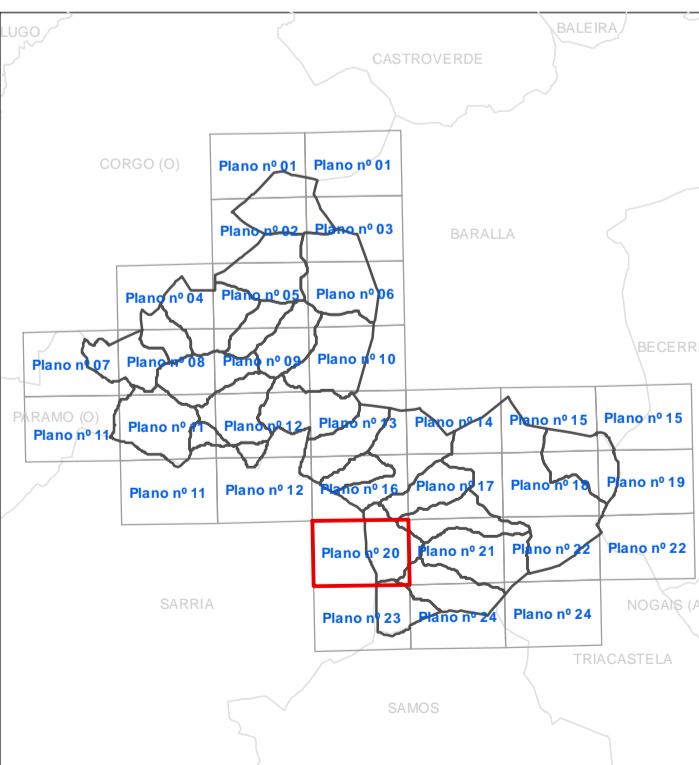 LUGO
BALEIRA
CASTROVERDE
CORGO (O)
Plano nº 01
Plano nº 01
Plano nº 02
Plano nº 03
BARALLA
Plano nº 04
Plano nº 05
Plano nº 06
BECERRE
Plano nº 07
Plano nº 08
Plano nº 09
Plano nº 10
PARAMO (O)
Plano nº 11
Plano nº 11
Plano nº 12
Plano nº 13
Plano nº 14
Plano nº 15
Plano nº 15
Plano nº 11
Plano nº 12
Plano nº 16
Plano nº 17
Plano nº 18
Plano nº 19
Plano nº 20
Plano nº 21
Plano nº 22
Plano nº 22
SARRIA
NOGAIS (A
Plano nº 23
Plano nº 24
Plano nº 24
TRIACASTELA
SAMOS